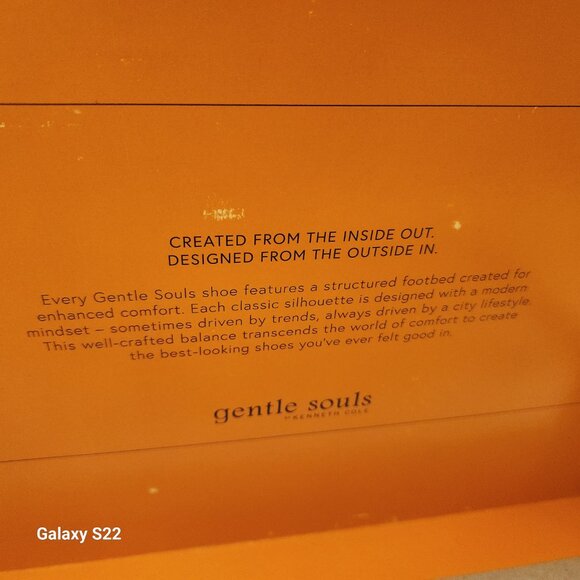 CREATED FROM THE INSIDE OUT.
DESIGNED FROM THE OUTSIDE IN.
Every Gentle Souls shoe features a structured footbed created for
enhanced comfort. Each classic silhouette is designed with a modern
mindset – sometimes driven by trends, always driven by a city lifestyle.
This well-crafted balance transcends the world of comfort to create
the best-looking shoes you've ever felt good in.
gentle souls
BY KENNETH COLE
Galaxy S22